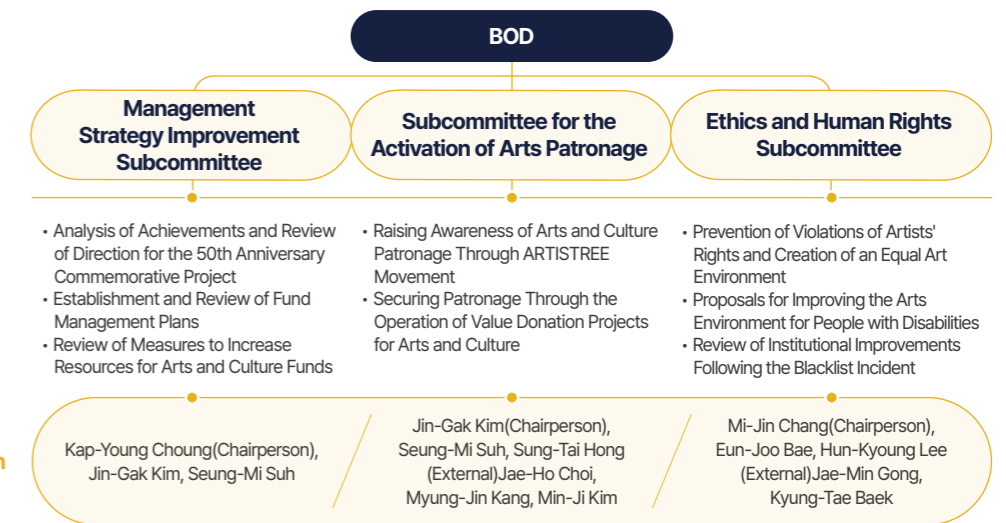 BOD
Management
Strategy Improvement
Subcommittee
Subcommittee for the
Activation of Arts Patronage
Ethics and Human Rights
Subcommittee
• Analysis of Achievements and Review
of Direction for the 50th Anniversary
Commemorative Project
• Establishment and Review of Fund
Management Plans
• Review of Measures to Increase
Resources for Arts and Culture Funds
• Raising Awareness of Arts and Culture
Patronage Through ARTISTREE
Movement
• Securing Patronage Through the
Operation of Value Donation Projects
for Arts and Culture
• Prevention of Violations of Artists'
Rights and Creation of an Equal Art
Environment
• Proposals for Improving the Arts
Environment for People with Disabilities
• Review of Institutional Improvements
Following the Blacklist Incident
Kap-Young Choung(Chairperson),
Jin-Gak Kim, Seung-Mi Suh
Jin-Gak Kim(Chairperson),
Seung-Mi Suh, Sung-Tai Hong
(External)Jae-Ho Choi,
Myung-Jin Kang, Min-Ji Kim
Mi-Jin Chang(Chairperson),
Eun-Joo Bae, Hun-Kyoung Lee
(External)Jae-Min Gong,
Kyung-Tae Baek